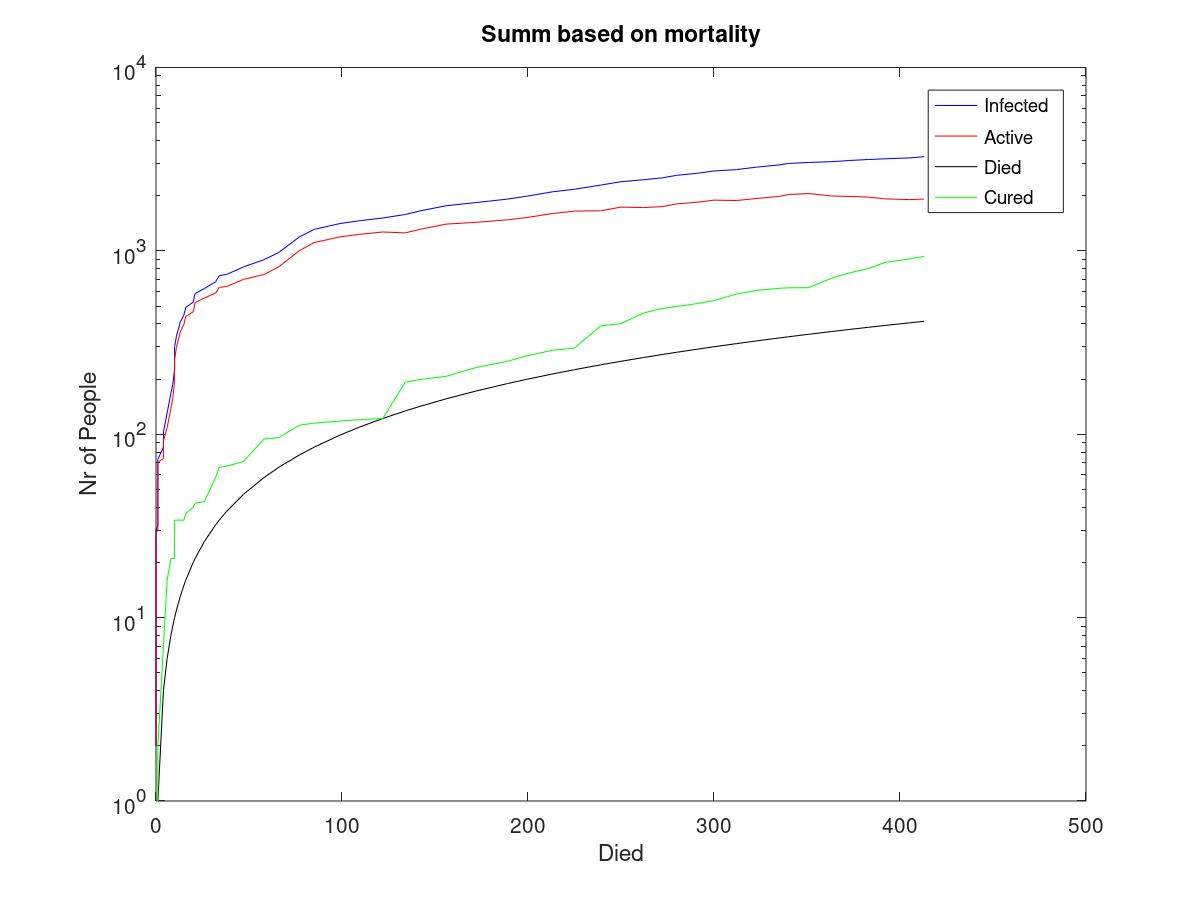 Summ based on mortality
10^4
10^3
10^2
10^1
10^0
Nr of People
Infected
Active
Died
Cured
0 100 200 300 400 500
Died